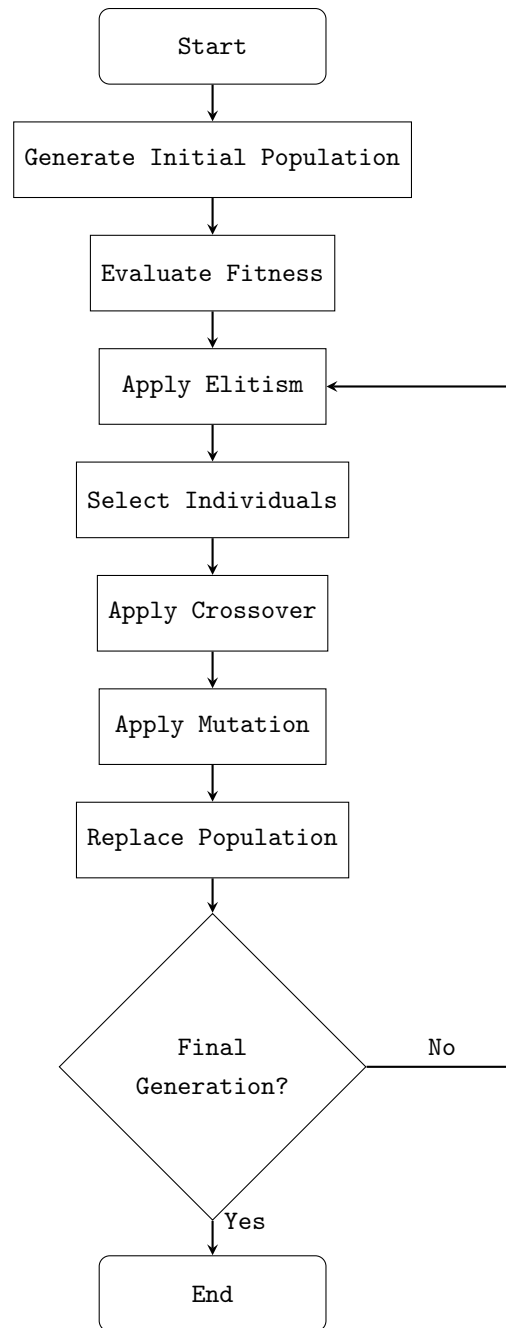 Start
Generate Initial Population
Evaluate Fitness
Apply Elitism
Select Individuals
Apply Crossover
Apply Mutation
Replace Population
Final
Generation?
No
Yes
End